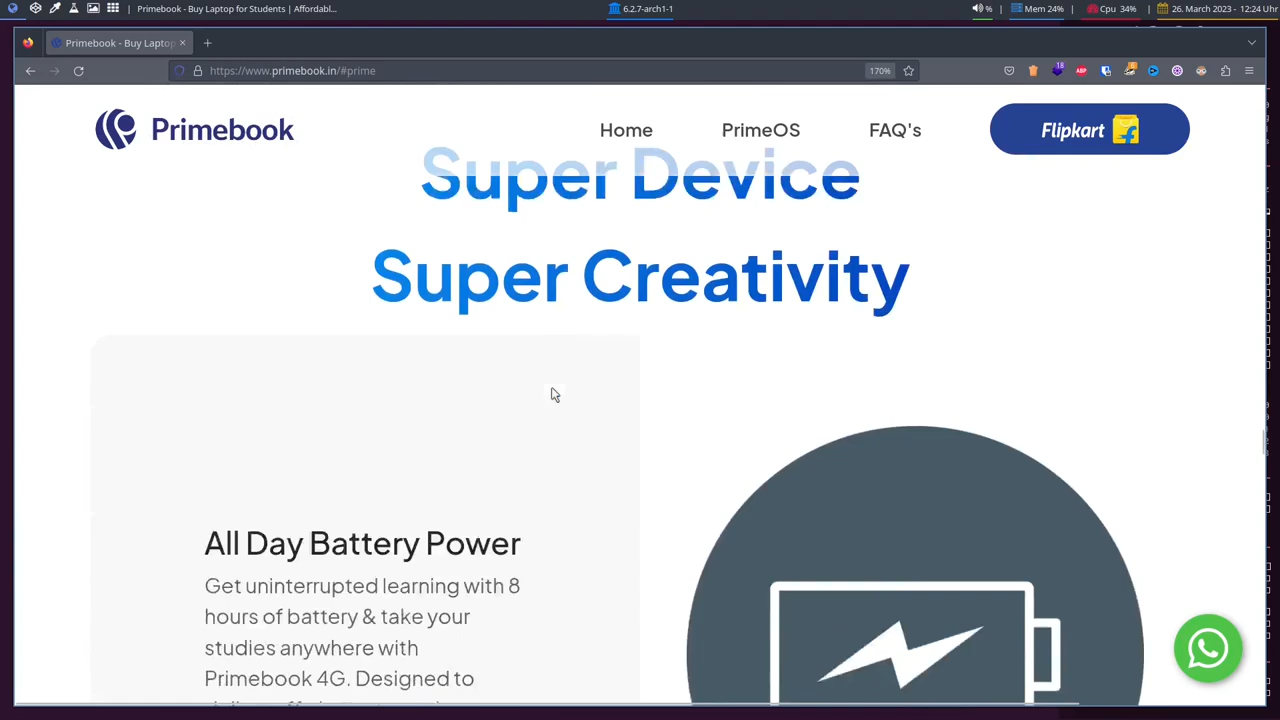 Primebook - Buy Laptop for Students | Affordabl...
6.2.7-arch1-1
%
Mem 24%
Cpu 34%
26. March 2023 - 12:24 Uhr
Primebook - Buy Laptop
https://www.primebook.in/#prime
170%
18
ABP
Primebook
Home
PrimeOS
FAQ's
Flipkart
Super Device
Super Creativity
All Day Battery Power
Get uninterrupted learning with 8
hours of battery & take your
studies anywhere with
Primebook 4G. Designed to